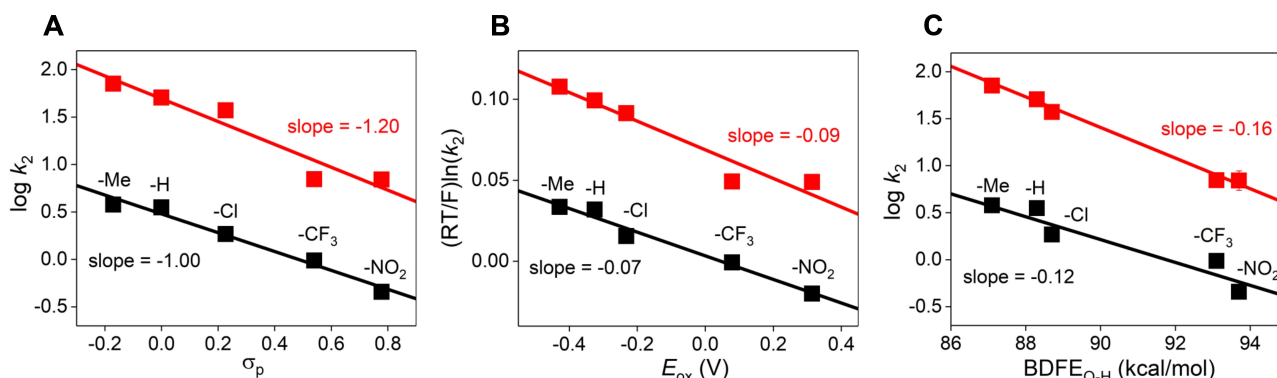 A
log k₂
2.0
1.5
1.0
0.5
0.0
-0.5
slope = -1.20
-Me
-H
-Cl
-CF₃
-NO₂
slope = -1.00
-0.2
0.0
0.2
0.4
0.6
0.8
σₚ
B
(RT/F)ln(k₂)
0.10
0.05
0.00
slope = -0.09
-Me
-H
-Cl
-CF₃
-NO₂
slope = -0.07
-0.4
-0.2
0.0
0.2
0.4
Eₒₓ (V)
C
log k₂
2.0
1.5
1.0
0.5
0.0
-0.5
slope = -0.16
-Me
-H
-Cl
-CF₃
-NO₂
slope = -0.12
86
88
90
92
94
BDFE O-H (kcal/mol)